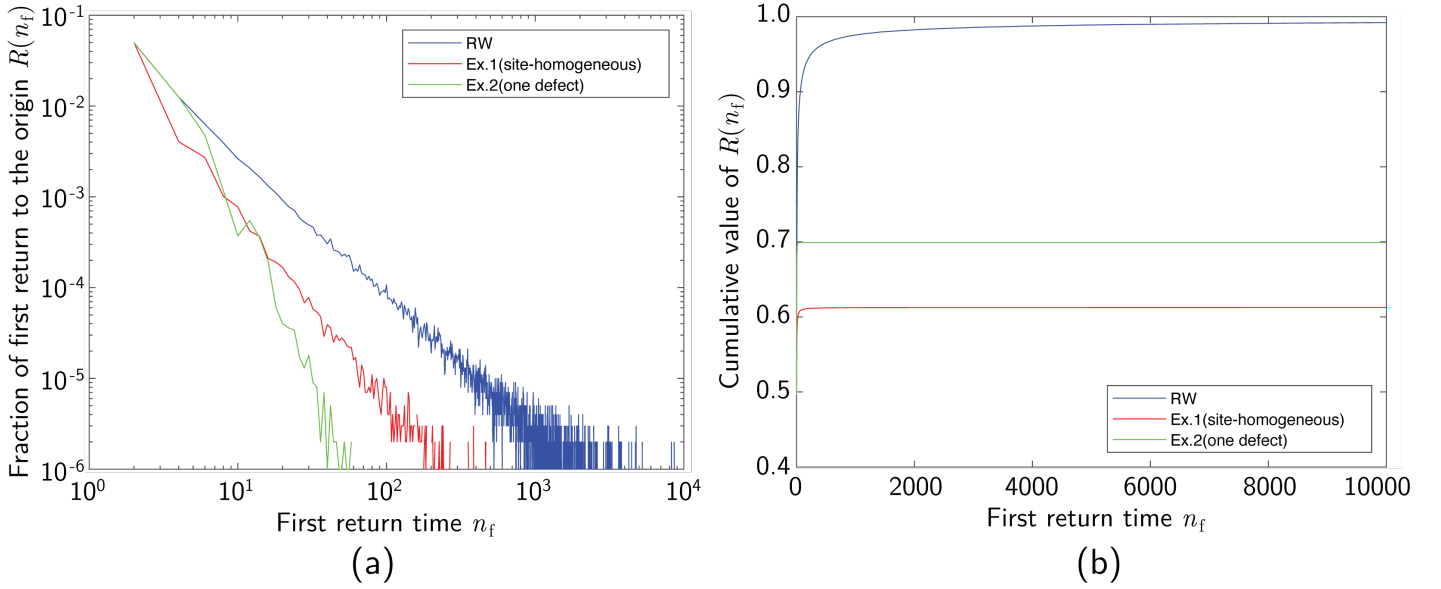 Fraction of first return to the origin R(n_f)
10^-1
10^-2
10^-3
10^-4
10^-5
10^-6
10^0
10^1
10^2
10^3
10^4
First return time n_f
RW
Ex.1(site-homogeneous)
Ex.2(one defect)
(a)
Cumulative value of R(n_f)
1.0
0.9
0.8
0.7
0.6
0.5
0.4
0
2000
4000
6000
8000
10000
First return time n_f
RW
Ex.1(site-homogeneous)
Ex.2(one defect)
(b)